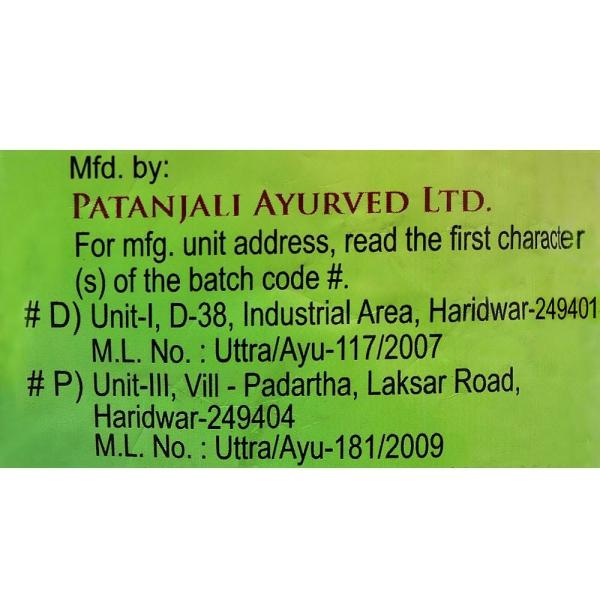 Mfd. by:
PATANJALI AYURVED LTD.
For mfg. unit address, read the first character
(s) of the batch code #.
# D) Unit-I, D-38, Industrial Area, Haridwar-249401
M.L. No. : Uttra/Ayu-117/2007
# P) Unit-III, Vill - Padartha, Laksar Road,
Haridwar-249404
M.L. No. : Uttra/Ayu-181/2009